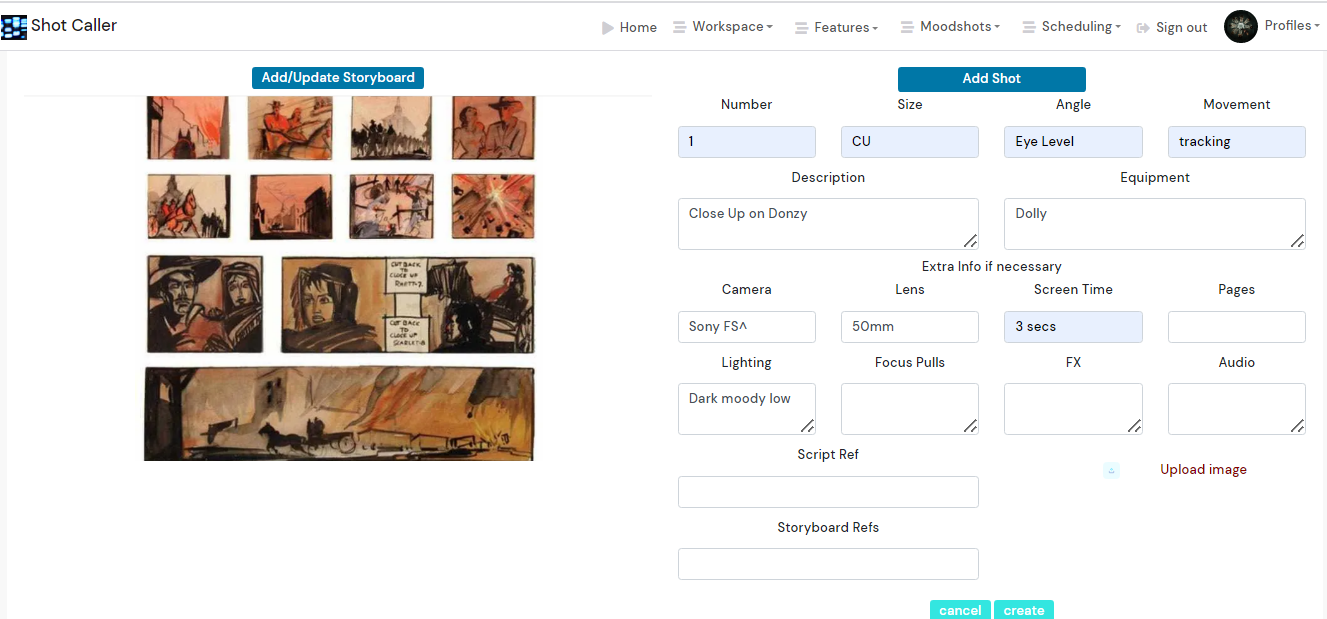 Shot Caller
Home Workspace Features Moodshots Scheduling Sign out Profiles
Add/Update Storyboard
CUT BACK
TO
CLOSE UP
RHETT
CUT BACK
TO
CLOSE UP
SCARLETT
Add Shot
Number Size Angle Movement
1 CU Eye Level tracking
Description Equipment
Close Up on Donzy Dolly
Extra Info if necessary
Camera Lens Screen Time Pages
Sony FS^ 50mm 3 secs
Lighting Focus Pulls FX Audio
Dark moody low
Script Ref
Upload image
Storyboard Refs
cancel create